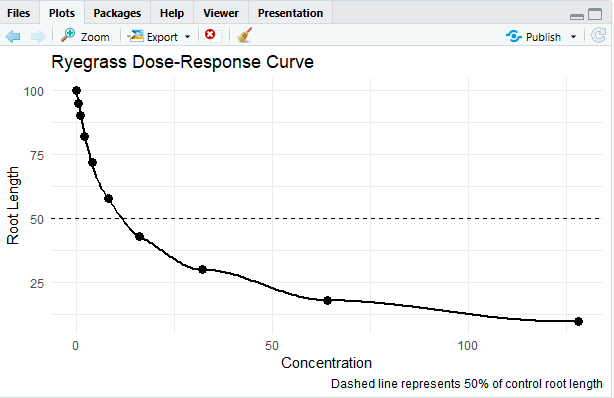 Files Plots Packages Help Viewer Presentation
Zoom Export Publish
Ryegrass Dose-Response Curve
100
75
50
25
Root Length
0 50 100
Concentration
Dashed line represents 50% of control root length